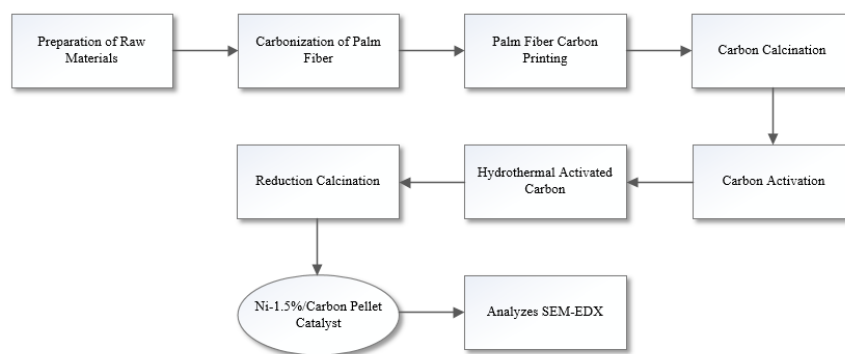 Preparation of Raw
Materials
Carbonization of Palm
Fiber
Palm Fiber Carbon
Printing
Carbon Calcination
Carbon Activation
Hydrothermal Activated
Carbon
Reduction Calcination
Ni-1.5%/Carbon Pellet
Catalyst
Analyzes SEM-EDX